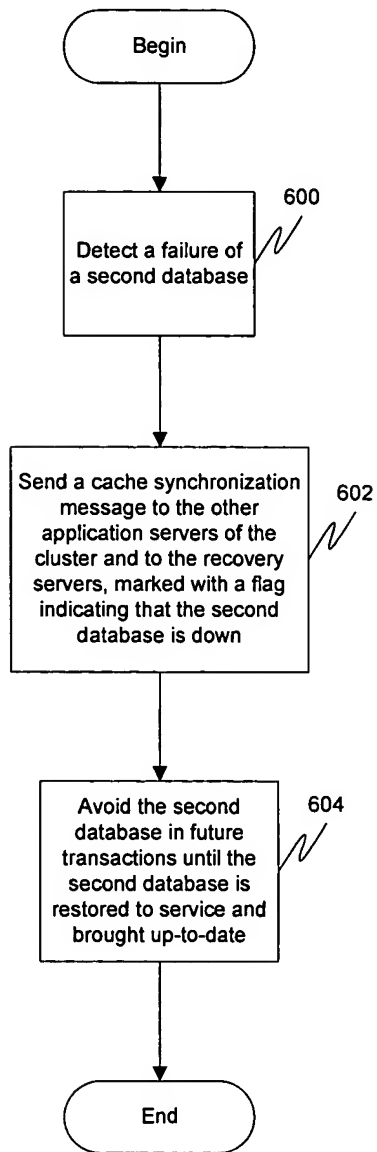 Begin
600
Detect a failure of
a second database
Send a cache synchronization
message to the other
application servers of the
cluster and to the recovery
servers, marked with a flag
indicating that the second
database is down
602
Avoid the second
database in future
transactions until the
second database is
restored to service and
brought up-to-date
604
End